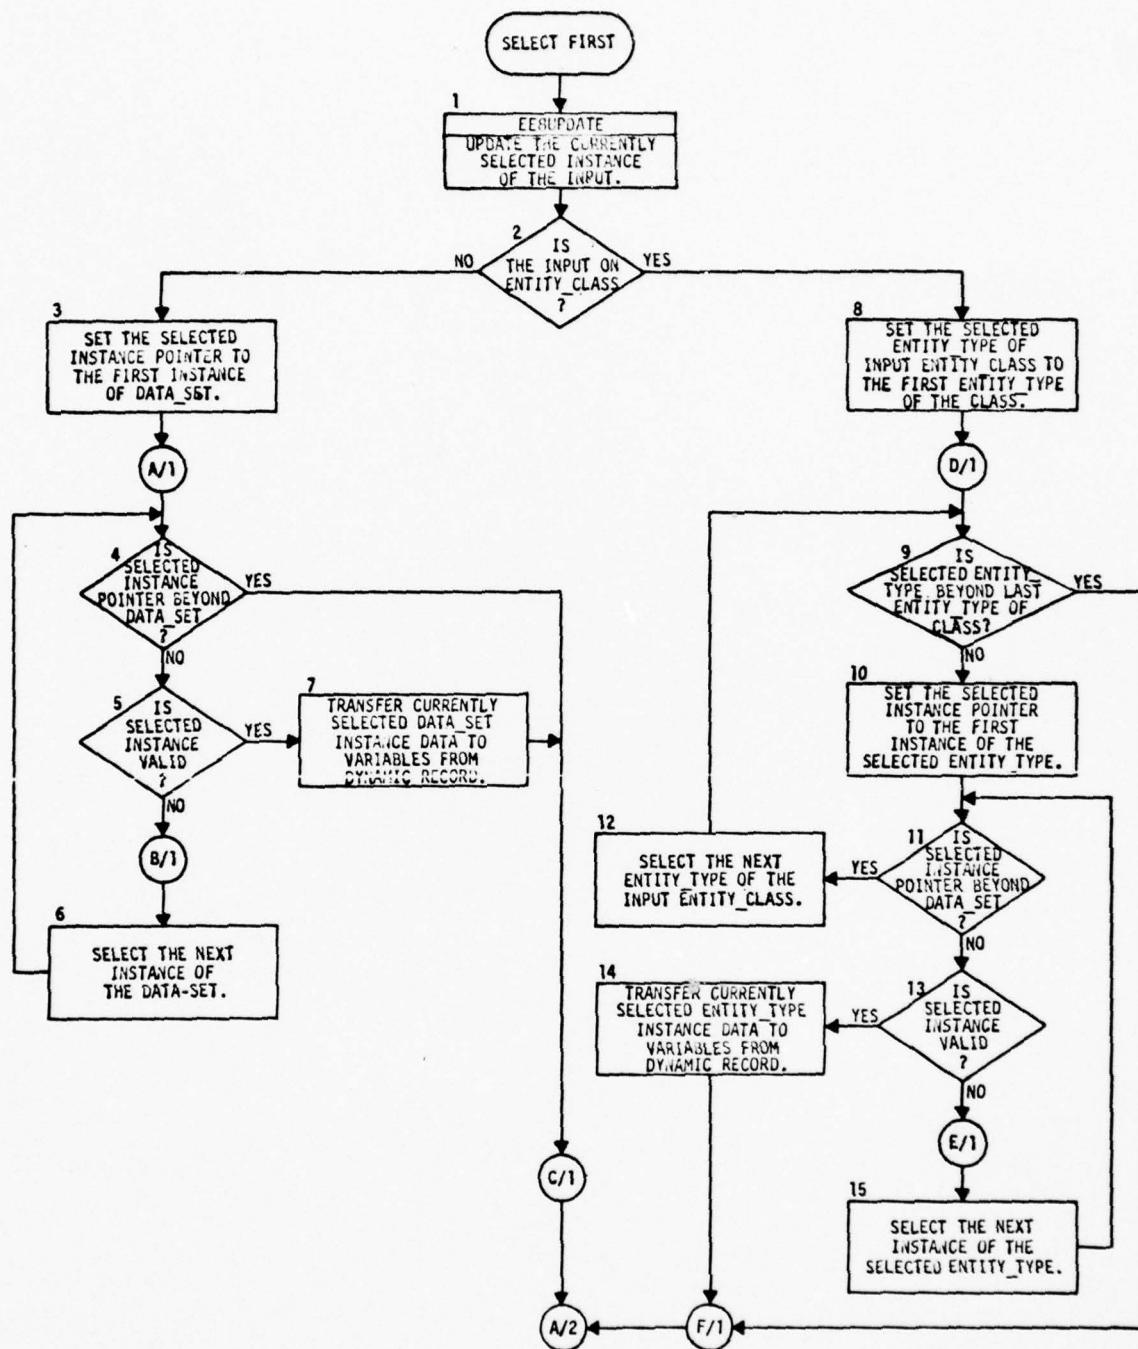 SELECT FIRST
1
EE8UPDATE
UPDATE THE CURRENTLY
SELECTED INSTANCE
OF THE INPUT.
2
IS
THE INPUT ON
ENTITY_CLASS
?
NO
YES
3
SET THE SELECTED
INSTANCE POINTER TO
THE FIRST INSTANCE
OF DATA_SET.
8
SET THE SELECTED
ENTITY_TYPE OF
INPUT ENTITY_CLASS TO
THE FIRST ENTITY_TYPE
OF THE CLASS.
A/1
D/1
4
IS
SELECTED
INSTANCE
POINTER BEYOND
DATA_SET
?
YES
NO
9
IS
SELECTED ENTITY_
TYPE BEYOND LAST
ENTITY_TYPE OF
CLASS?
YES
NO
5
IS
SELECTED
INSTANCE
VALID
?
YES
NO
7
TRANSFER CURRENTLY
SELECTED DATA_SET
INSTANCE DATA TO
VARIABLES FROM
DYNAMIC RECORD.
10
SET THE SELECTED
INSTANCE POINTER
TO THE FIRST
INSTANCE OF THE
SELECTED ENTITY_TYPE.
B/1
12
SELECT THE NEXT
ENTITY_TYPE OF THE
INPUT ENTITY_CLASS.
11
IS
SELECTED
INSTANCE
POINTER BEYOND
DATA_SET
?
YES
NO
6
SELECT THE NEXT
INSTANCE OF
THE DATA-SET.
14
TRANSFER CURRENTLY
SELECTED ENTITY_TYPE
INSTANCE DATA TO
VARIABLES FROM
DYNAMIC RECORD.
13
IS
SELECTED
INSTANCE
VALID
?
YES
NO
E/1
C/1
15
SELECT THE NEXT
INSTANCE OF THE
SELECTED ENTITY_TYPE.
A/2
F/1